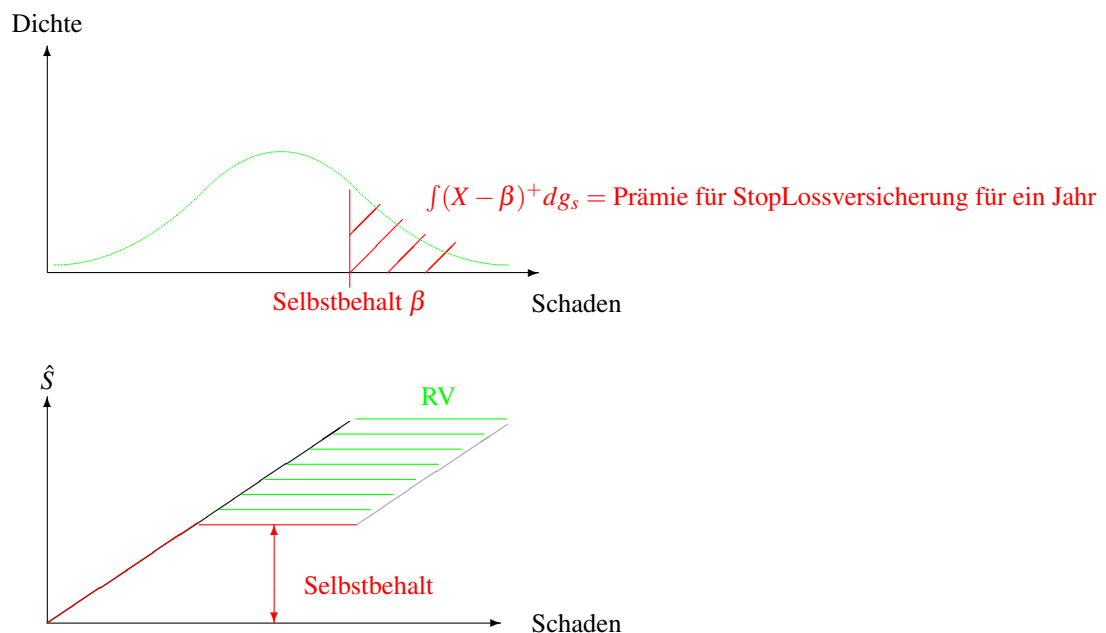 Dichte
∫(X − β)⁺dg_s = Prämie für StopLossversicherung für ein Jahr
Selbstbehalt β
Schaden
Ŝ
RV
Selbstbehalt
Schaden